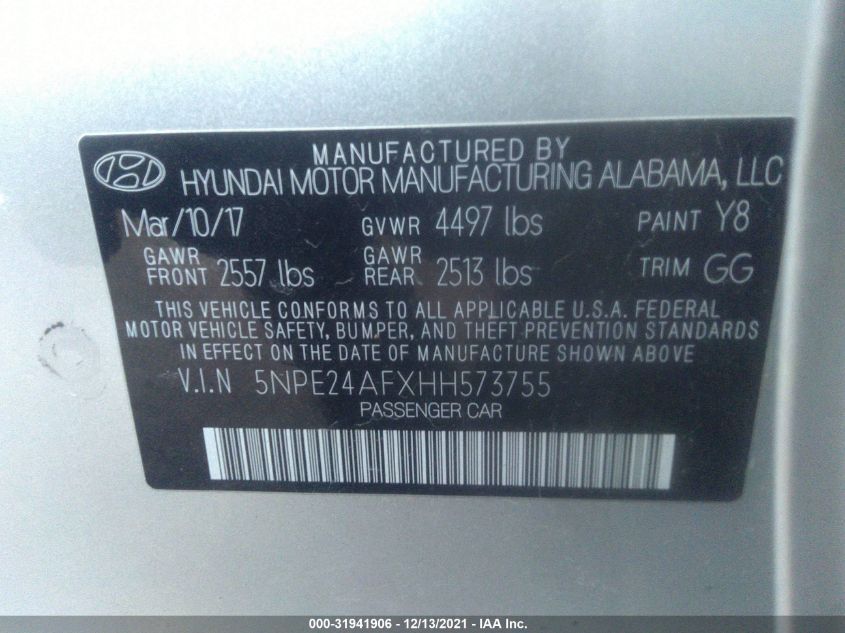 MANUFACTURED BY
HYUNDAI MOTOR MANUFACTURING ALABAMA, LLC
Mar/10/17 GVWR 4497 lbs PAINT Y8
GAWR FRONT 2557 lbs GAWR REAR 2513 lbs TRIM GG
THIS VEHICLE CONFORMS TO ALL APPLICABLE U.S.A. FEDERAL
MOTOR VEHICLE SAFETY, BUMPER, AND THEFT PREVENTION STANDARDS
IN EFFECT ON THE DATE OF MANUFACTURE SHOWN ABOVE
V.I.N 5NPE24AFXHH573755
PASSENGER CAR
000-31941906 - 12/13/2021 - IAA Inc.